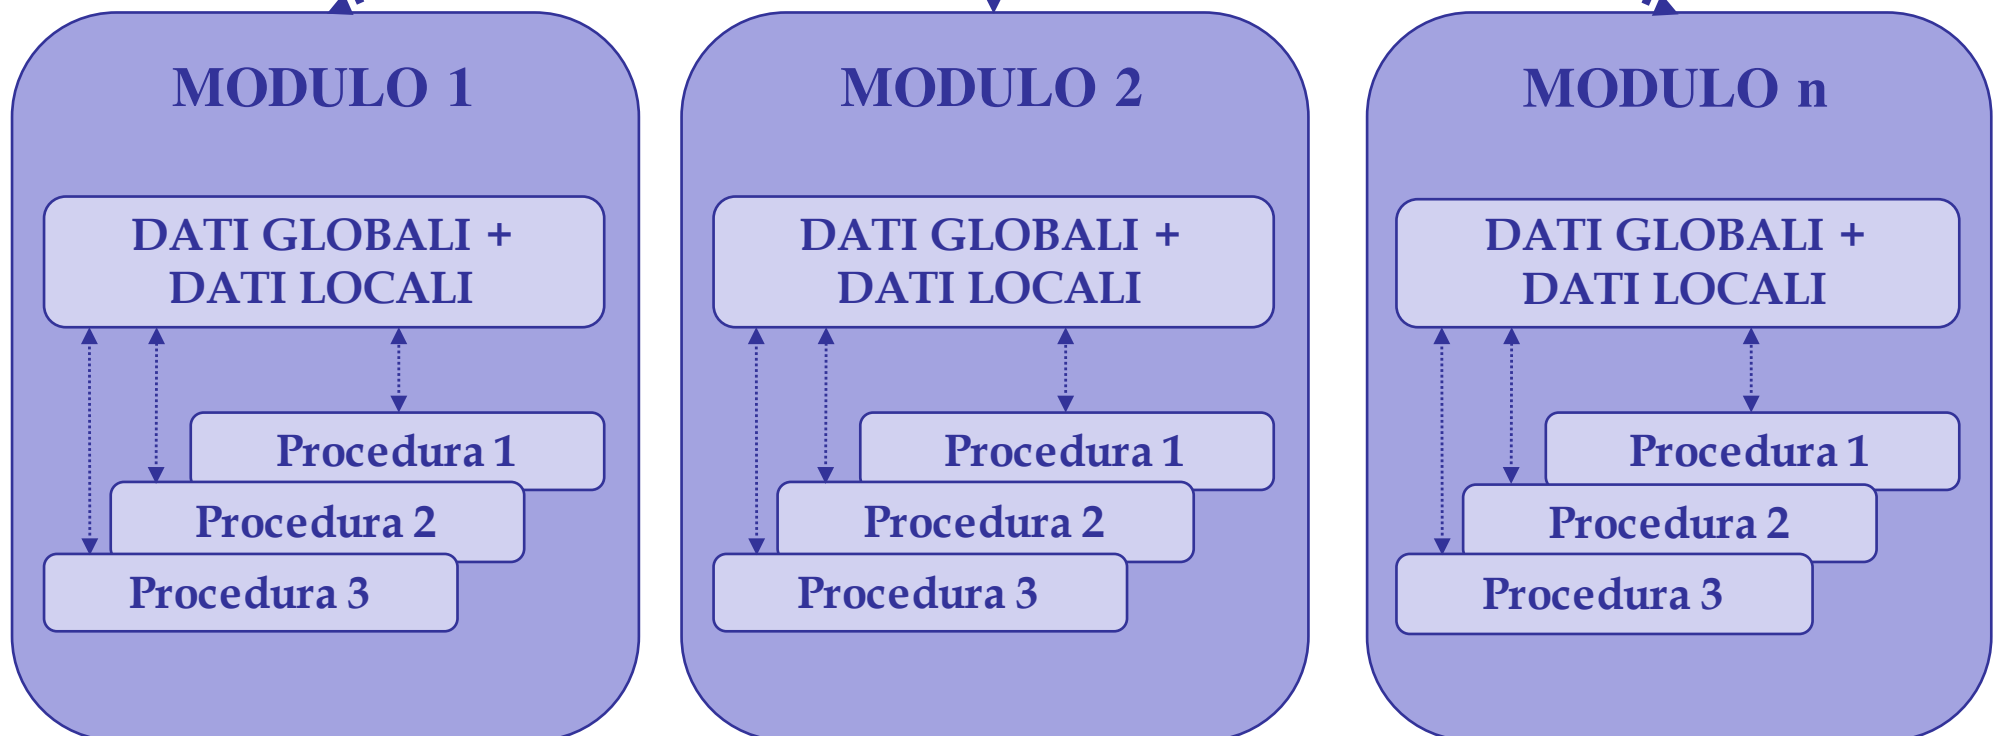 MODULO 1
DATI GLOBALI +
DATI LOCALI
Procedura 1
Procedura 2
Procedura 3
MODULO 2
DATI GLOBALI +
DATI LOCALI
Procedura 1
Procedura 2
Procedura 3
MODULO n
DATI GLOBALI +
DATI LOCALI
Procedura 1
Procedura 2
Procedura 3